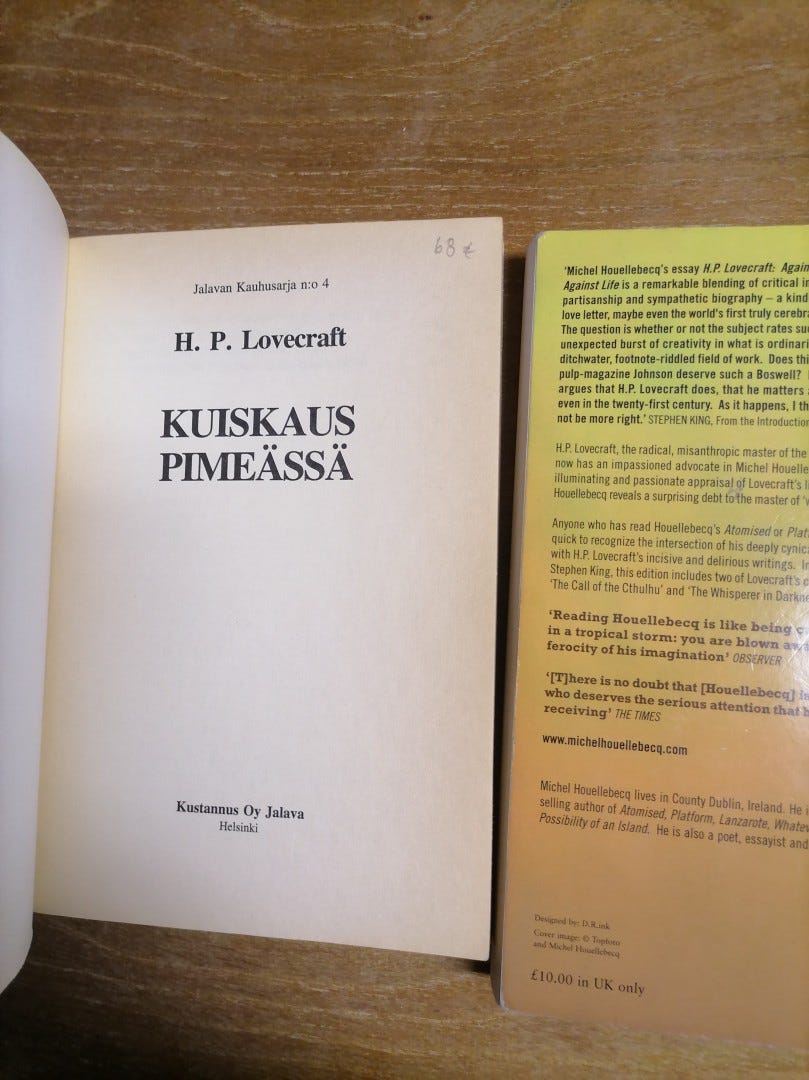 68 €
Jalavan Kauhusarja n:o 4
H. P. Lovecraft
KUISKAUS
PIMEÄSSÄ
Kustannus Oy Jalava
Helsinki
'Michel Houellebecq's essay H.P. Lovecraft: Again
Against Life is a remarkable blending of critical in
partisanship and sympathetic biography – a kind
love letter, maybe even the world's first truly cerebra
The question is whether or not the subject rates suc
unexpected burst of creativity in what is ordinari
ditchwater, footnote-riddled field of work. Does thi
pulp-magazine Johnson deserve such a Boswell?
argues that H.P. Lovecraft does, that he matters
even in the twenty-first century. As it happens, I th
not be more right.' STEPHEN KING, From the Introduction
H.P. Lovecraft, the radical, misanthropic master of the
now has an impassioned advocate in Michel Houelle
illuminating and passionate appraisal of Lovecraft's li
Houellebecq reveals a surprising debt to the master of
Anyone who has read Houellebecq's Atomised or Plat
quick to recognize the intersection of his deeply cynic
with H.P. Lovecraft's incisive and delirious writings. In
Stephen King, this edition includes two of Lovecraft's c
'The Call of the Cthulhu' and 'The Whisperer in Darkne
'Reading Houellebecq is like being c
in a tropical storm: you are blown aw
ferocity of his imagination' OBSERVER
'[T]here is no doubt that [Houellebecq] is
who deserves the serious attention that h
receiving' THE TIMES
www.michelhouellebecq.com
Michel Houellebecq lives in County Dublin, Ireland. He i
selling author of Atomised, Platform, Lanzarote, Whatev
Possibility of an Island. He is also a poet, essayist and
Designed by: D.R.ink
Cover image: © Topfoto
and Michel Houellebecq
£10.00 in UK only